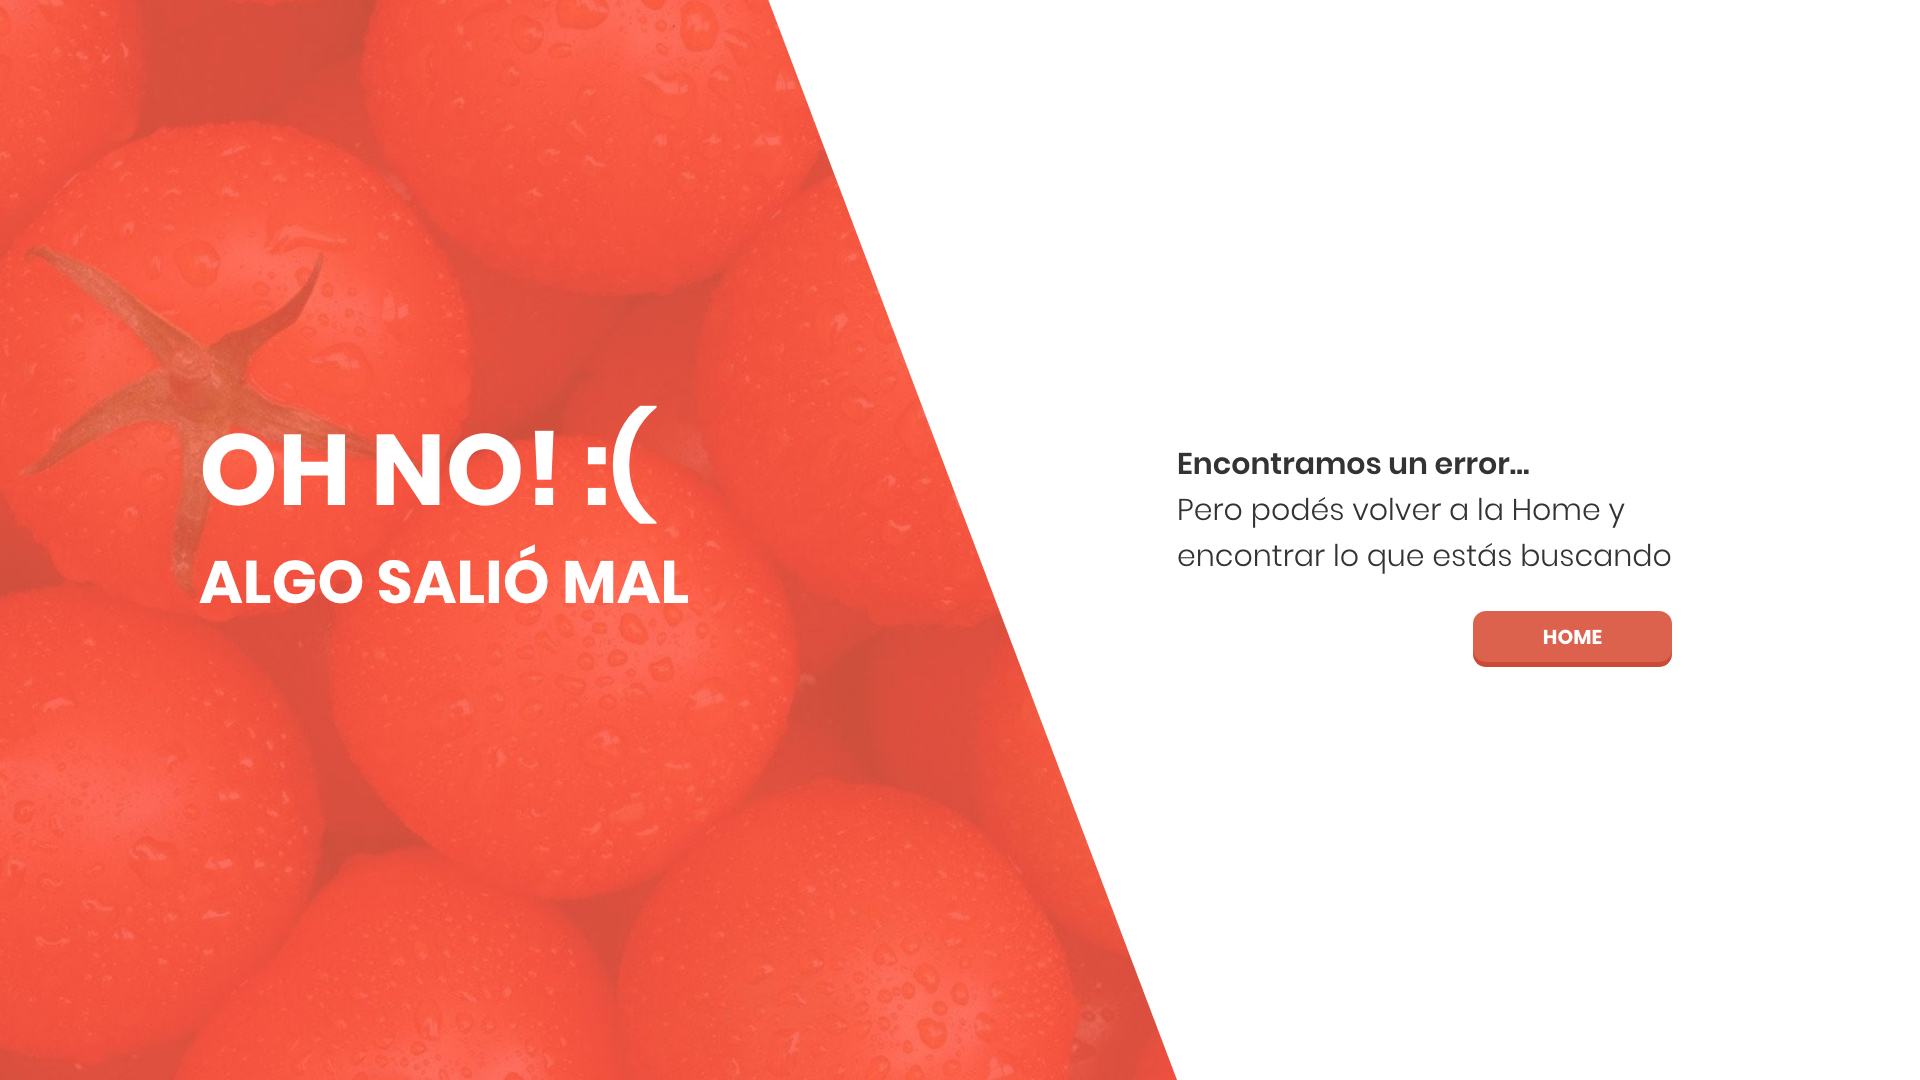 OH NO! :(
ALGO SALIÓ MAL
Encontramos un error...
Pero podés volver a la Home y
encontrar lo que estás buscando
HOME